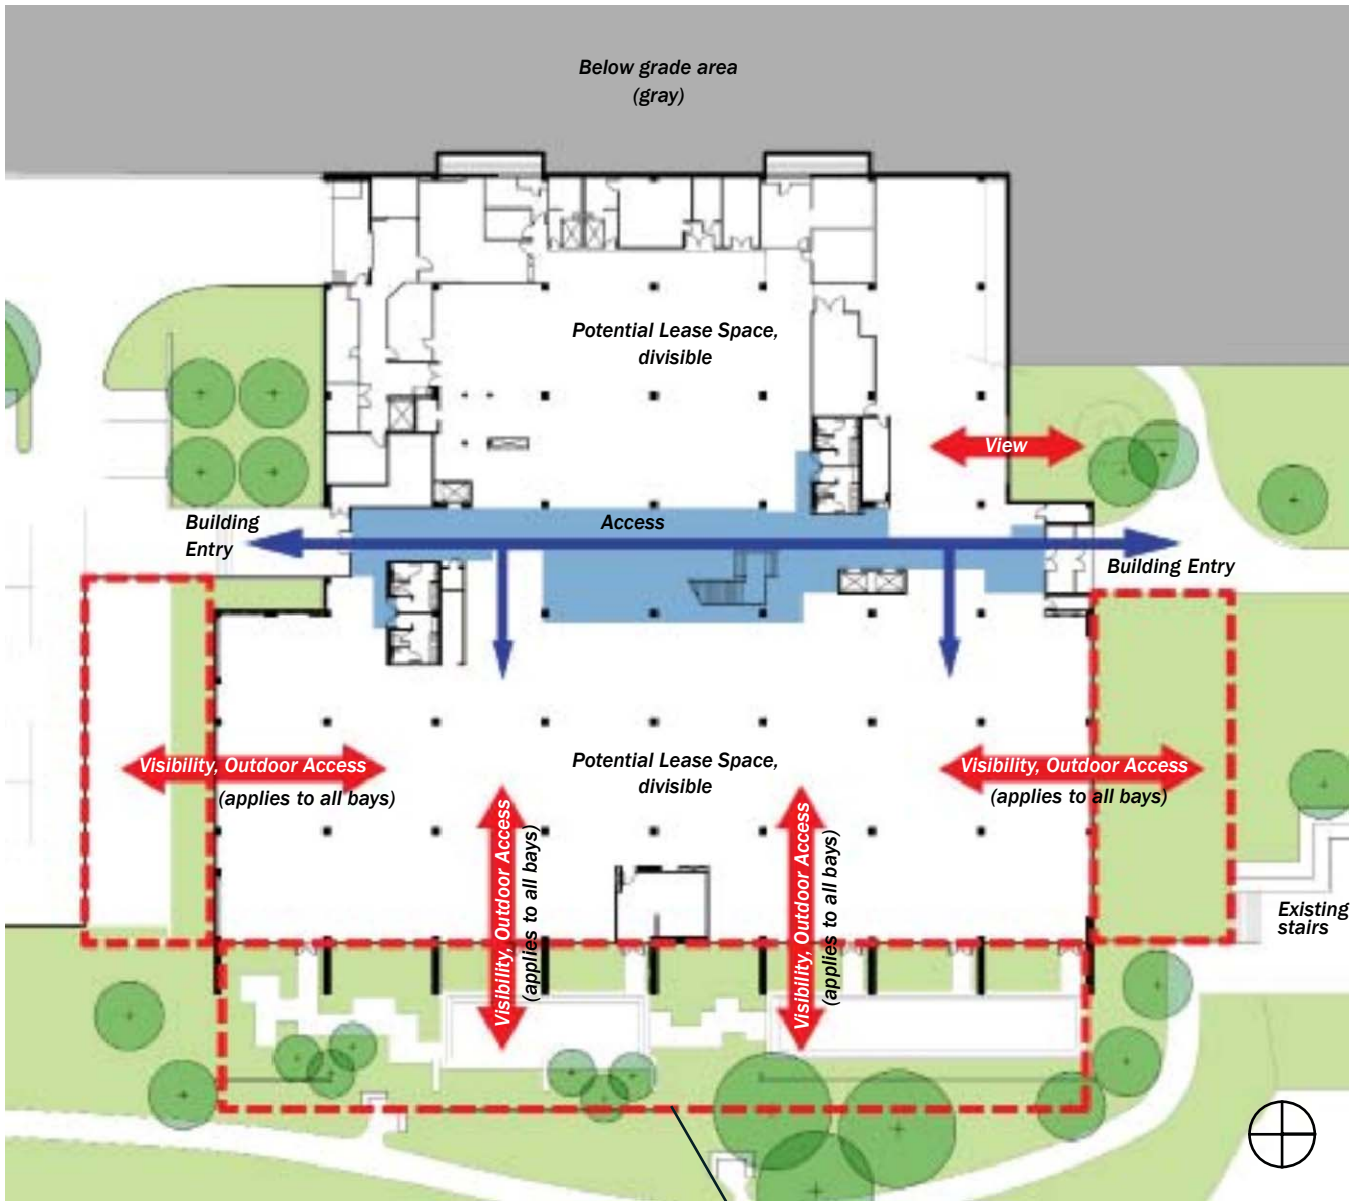 Below grade area
(gray)
Potential Lease Space,
divisible
View
Building
Entry
Access
Building Entry
Visibility, Outdoor Access
(applies to all bays)
Potential Lease Space,
divisible
Visibility, Outdoor Access
(applies to all bays)
Visibility, Outdoor Access
(applies to all bays)
Visibility, Outdoor Access
(applies to all bays)
Existing
stairs